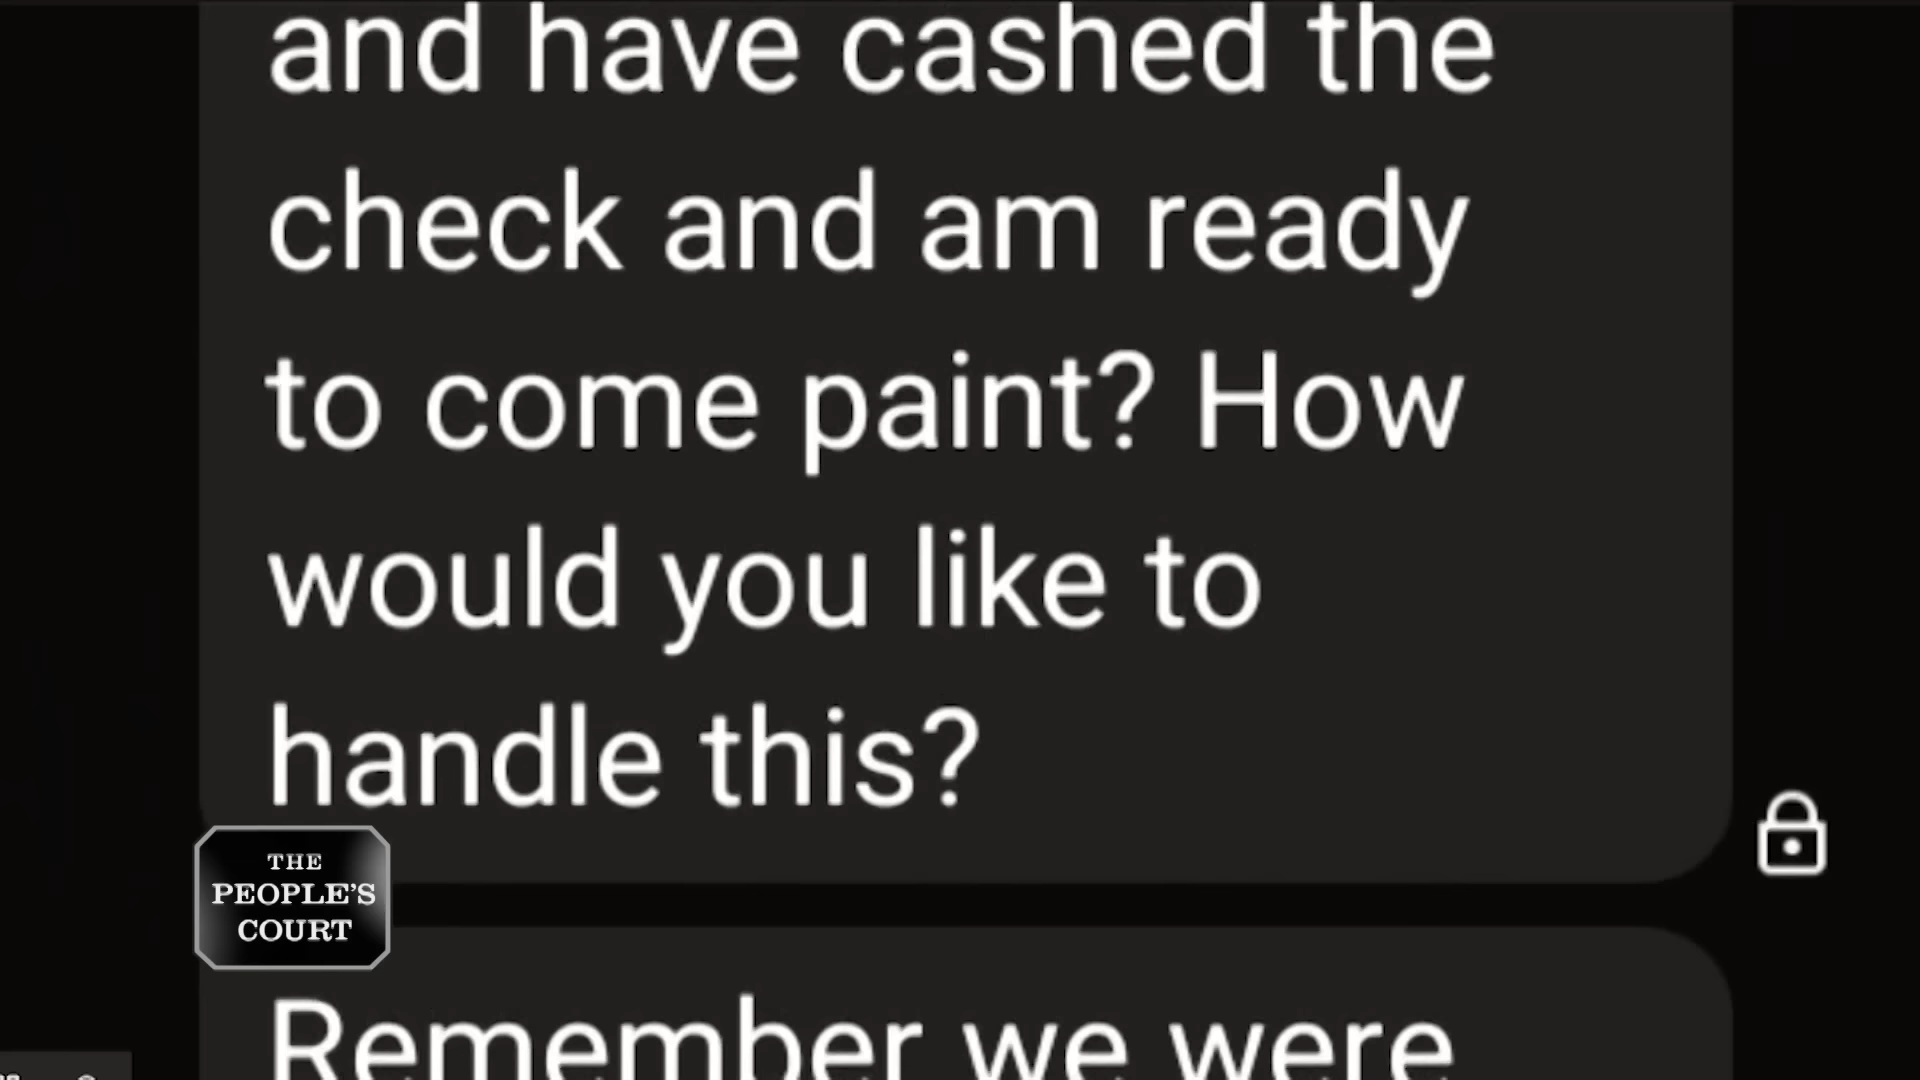 and have cashed the
check and am ready
to come paint? How
would you like to
handle this?
THE
PEOPLE'S
COURT
Remember we were